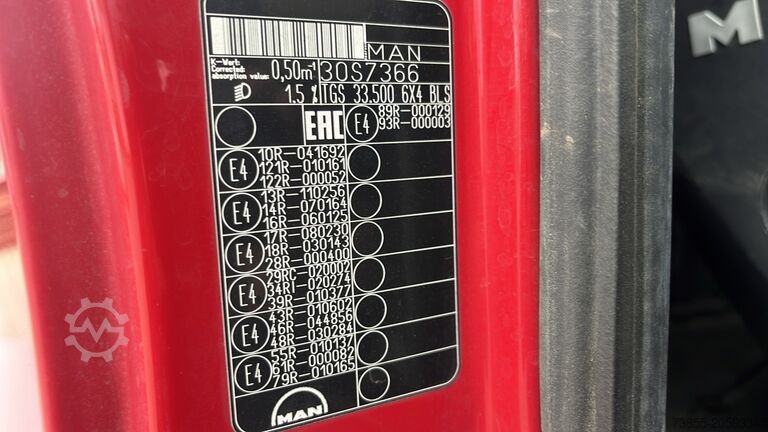 MAN
K-Wert:
Corrected
absorption value: 0,50m⁻¹ 30S7366
1.5 % TGS 33.500 6X4 BLS
EAC E4 89R-000129
93R-000003
E4 10R-041692
121R-010161
122R-000052
E4 13R-110256
14R-070164
16R-060125
E4 17R-080230
18R-030143
28R-000400
E4 29RC-020002
34RI-020274
39R-010377
E4 43R-010602
46R-044856
48R-030284
E4 55R-010137
61R-000082
79R-010165
MAN
M